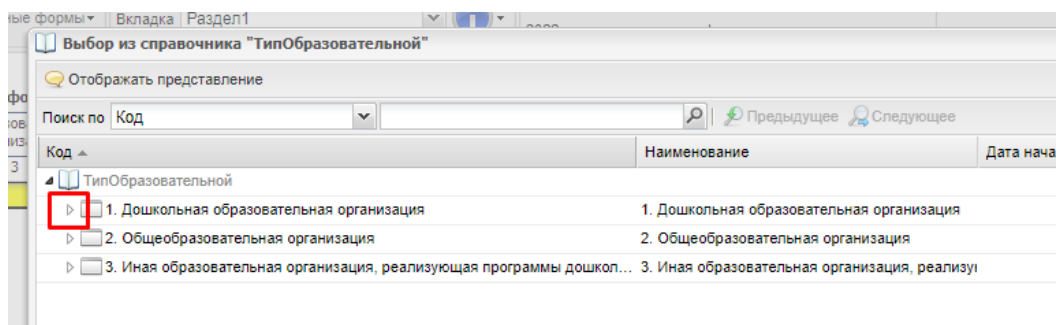 ные формы Вкладка Раздел1
Выбор из справочника "ТипОбразовательной"
Отображать представление
Поиск по Код Предыдущее Следующее
Код Наименование Дата нача
3
ТипОбразовательной
1. Дошкольная образовательная организация 1. Дошкольная образовательная организация
2. Общеобразовательная организация 2. Общеобразовательная организация
3. Иная образовательная организация, реализующая программы дошкол... 3. Иная образовательная организация, реализу